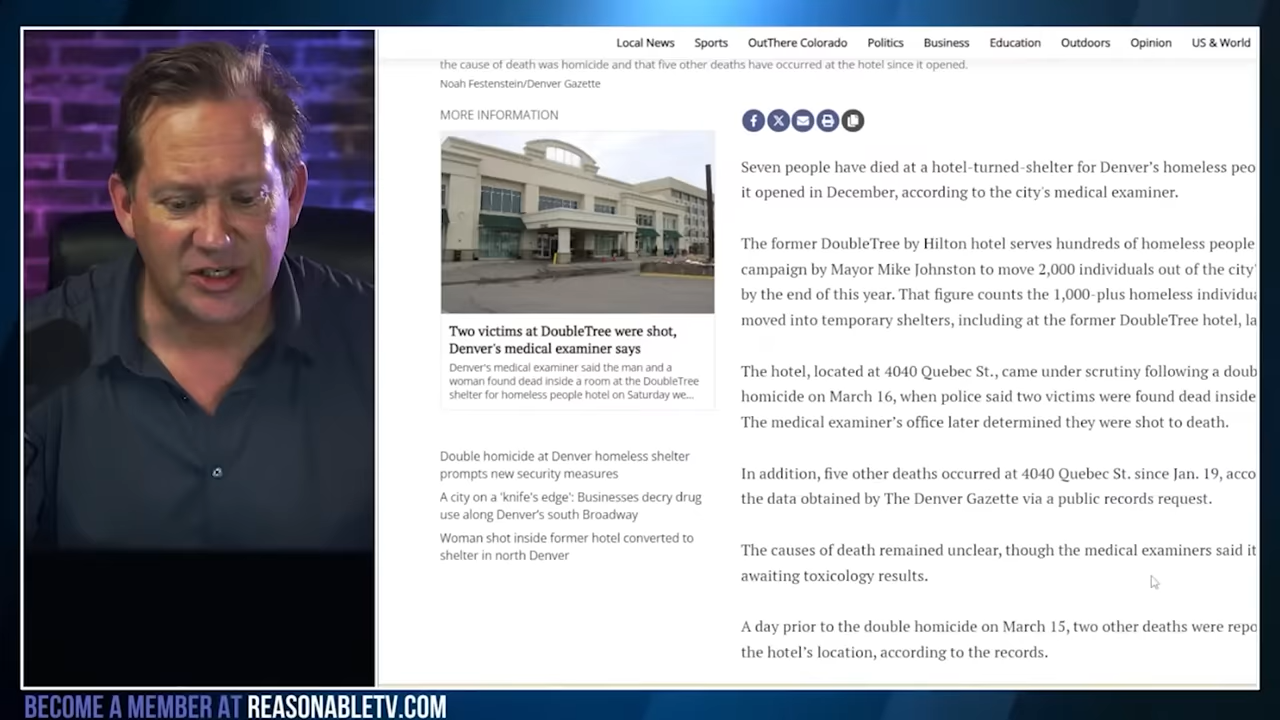 Local News Sports OutThere Colorado Politics Business Education Outdoors Opinion US & World
the cause of death was homicide and that five other deaths have occurred at the hotel since it opened.
Noah Festenstein/Denver Gazette
MORE INFORMATION
Two victims at DoubleTree were shot,
Denver's medical examiner says
Denver's medical examiner said the man and a
woman found dead inside a room at the DoubleTree
shelter for homeless people hotel on Saturday we...
Double homicide at Denver homeless shelter
prompts new security measures
A city on a 'knife's edge': Businesses decry drug
use along Denver's south Broadway
Woman shot inside former hotel converted to
shelter in north Denver
Seven people have died at a hotel-turned-shelter for Denver's homeless peo
it opened in December, according to the city's medical examiner.
The former DoubleTree by Hilton hotel serves hundreds of homeless people
campaign by Mayor Mike Johnston to move 2,000 individuals out of the city'
by the end of this year. That figure counts the 1,000-plus homeless individua
moved into temporary shelters, including at the former DoubleTree hotel, la
The hotel, located at 4040 Quebec St., came under scrutiny following a doub
homicide on March 16, when police said two victims were found dead inside
The medical examiner's office later determined they were shot to death.
In addition, five other deaths occurred at 4040 Quebec St. since Jan. 19, acco
the data obtained by The Denver Gazette via a public records request.
The causes of death remained unclear, though the medical examiners said it
awaiting toxicology results.
A day prior to the double homicide on March 15, two other deaths were repo
the hotel's location, according to the records.
BECOME A MEMBER AT REASONABLETV.COM